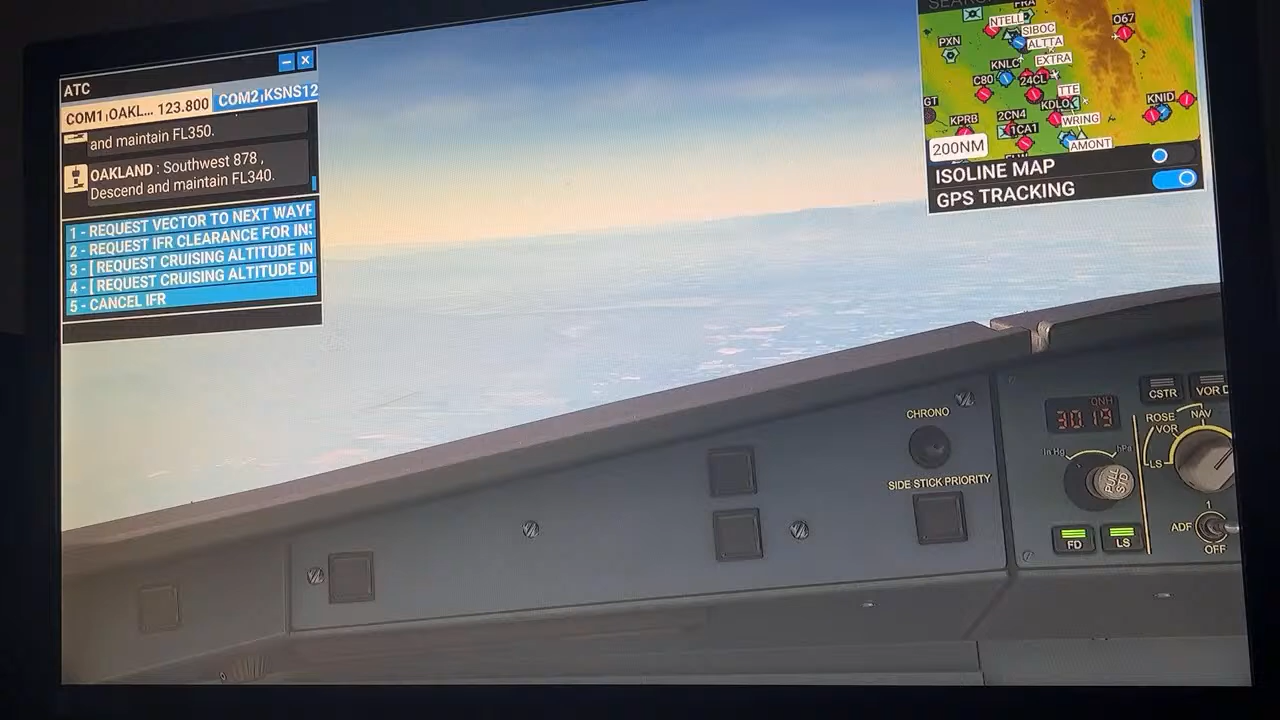 ATC
COM1 OAKL... 123.800
COM2 KSNS12
and maintain FL350.
OAKLAND : Southwest 878 ,
Descend and maintain FL340.
1 - REQUEST VECTOR TO NEXT WAYP
2 - REQUEST IFR CLEARANCE FOR INS
3 - [ REQUEST CRUISING ALTITUDE IN
4 - [ REQUEST CRUISING ALTITUDE DE
5 - CANCEL IFR
FRA
NTELL
O67
SIBOC
PXN
ALTTA
EXTRA
KNLC
C80
24CL
TTE
GT
KDLO
KNID
2CN4
KPRB
WRING
1CA1
200NM
AMONT
ISOLINE MAP
GPS TRACKING
CSTR
VOR D
QNH
3019
ROSE
NAV
VOR
CHRONO
In Hg
hPa
LS
PULL
STD
SIDE STICK PRIORITY
1
ADF
OFF
FD
LS